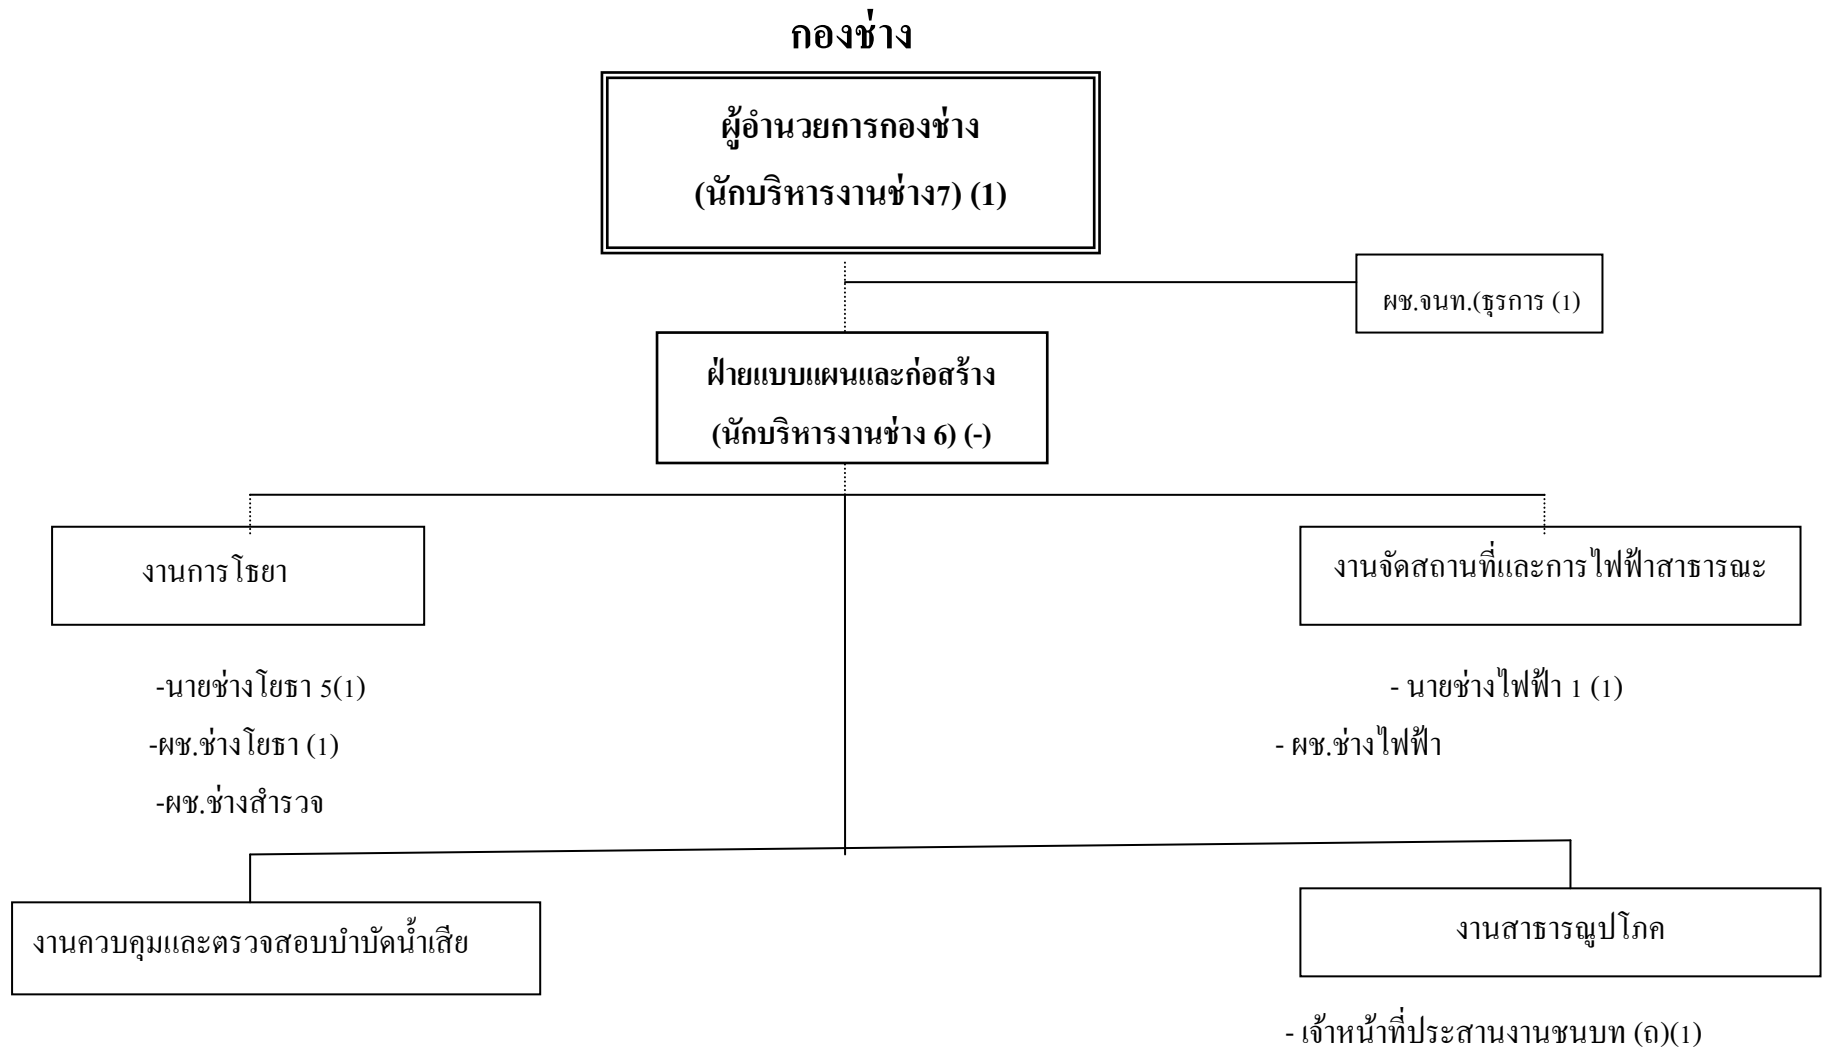 กองช่าง
ผู้อำนวยการกองช่าง
(นักบริหารงานช่าง7) (1)
ผช.จนท.(ธุรการ (1)
ฝ่ายแบบแผนและก่อสร้าง
(นักบริหารงานช่าง 6) (-)
งานการโธยา
งานจัดสถานที่และการไฟฟ้าสาธารณะ
-นายช่างโยธา 5(1)
-ผช.ช่างโยธา (1)
-ผช.ช่างสำรวจ
- นายช่างไฟฟ้า 1 (1)
- ผช.ช่างไฟฟ้า
งานควบคุมและตรวจสอบบำบัดน้ำเสีย
งานสาธารณูปโภค
- เจ้าหน้าที่ประสานงานชนบท (ถ)(1)